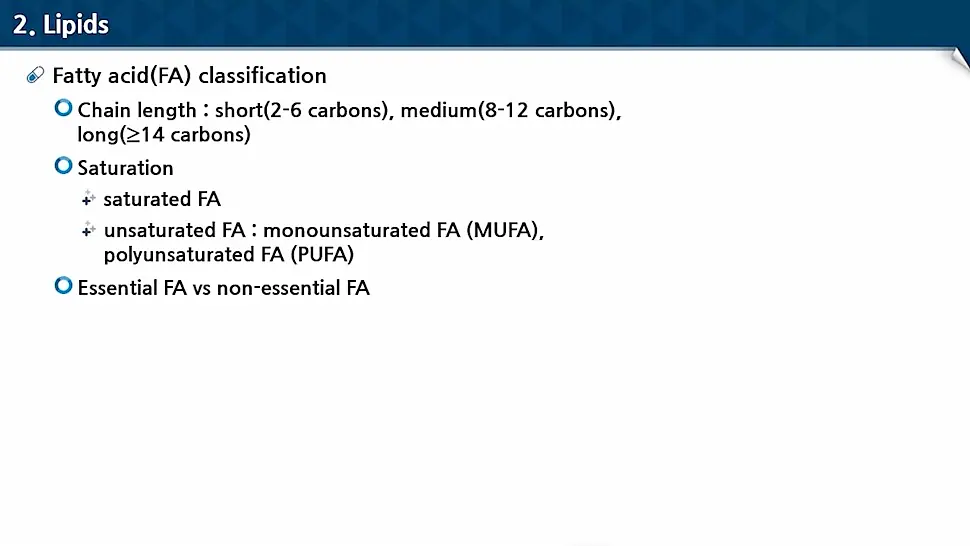 2. Lipids
Fatty acid(FA) classification
Chain length : short(2-6 carbons), medium(8-12 carbons),
long(≥14 carbons)
Saturation
saturated FA
unsaturated FA : monounsaturated FA (MUFA),
polyunsaturated FA (PUFA)
Essential FA vs non-essential FA